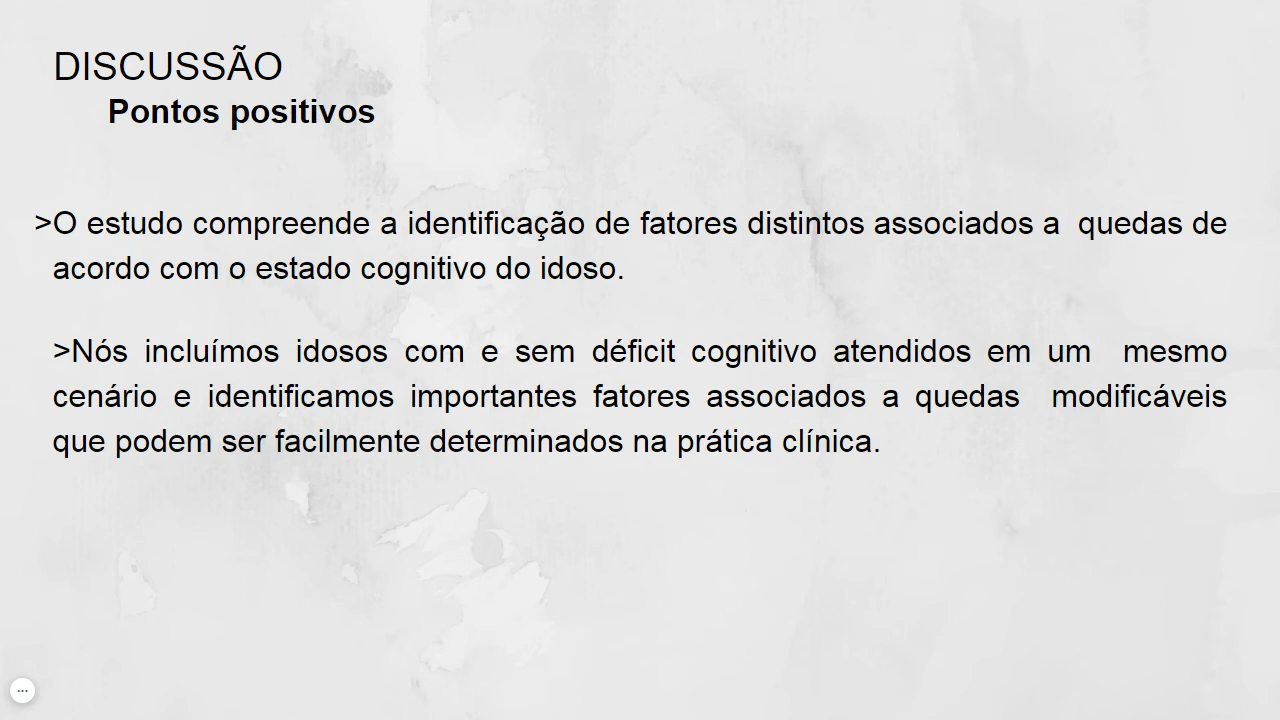 DISCUSSÃO
Pontos positivos
>O estudo compreende a identificação de fatores distintos associados a  quedas de
acordo com o estado cognitivo do idoso.
>Nós incluímos idosos com e sem déficit cognitivo atendidos em um  mesmo
cenário e identificamos importantes fatores associados a quedas  modificáveis
que podem ser facilmente determinados na prática clínica.